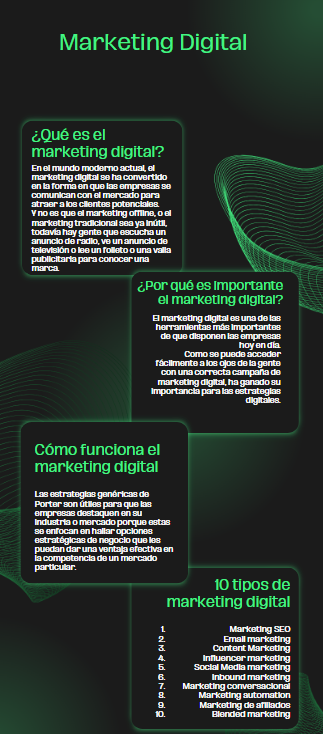 Marketing Digital
¿Qué es el
marketing digital?
En el mundo moderno actual, el
marketing digital se ha convertido
en la forma en que las empresas se
comunican con el mercado para
atraer a los clientes potenciales.
Y no es que el marketing offline, o el
marketing tradicional sea ya inútil,
todavía hay gente que escucha un
anuncio de radio, ve un anuncio de
televisión o lee un folleto o una valla
publicitaria para conocer una
marca.
¿Por qué es importante
el marketing digital?
El marketing digital es una de las
herramientas más importantes
de que disponen las empresas
hoy en día.
Como se puede acceder
fácilmente a los ojos de la gente
con una correcta campaña de
marketing digital, ha ganado su
importancia para las estrategias
digitales.
Cómo funciona el
marketing digital
Las estrategias genéricas de
Porter son útiles para que las
empresas destaquen en su
industria o mercado porque estas
se enfocan en hallar opciones
estratégicas de negocio que les
puedan dar una ventaja efectiva en
la competencia de un mercado
particular.
10 tipos de
marketing digital
1. Marketing SEO
2. Email marketing
3. Content Marketing
4. Influencer marketing
5. Social Media marketing
6. Inbound marketing
7. Marketing conversacional
8. Marketing automation
9. Marketing de afiliados
10. Blended marketing